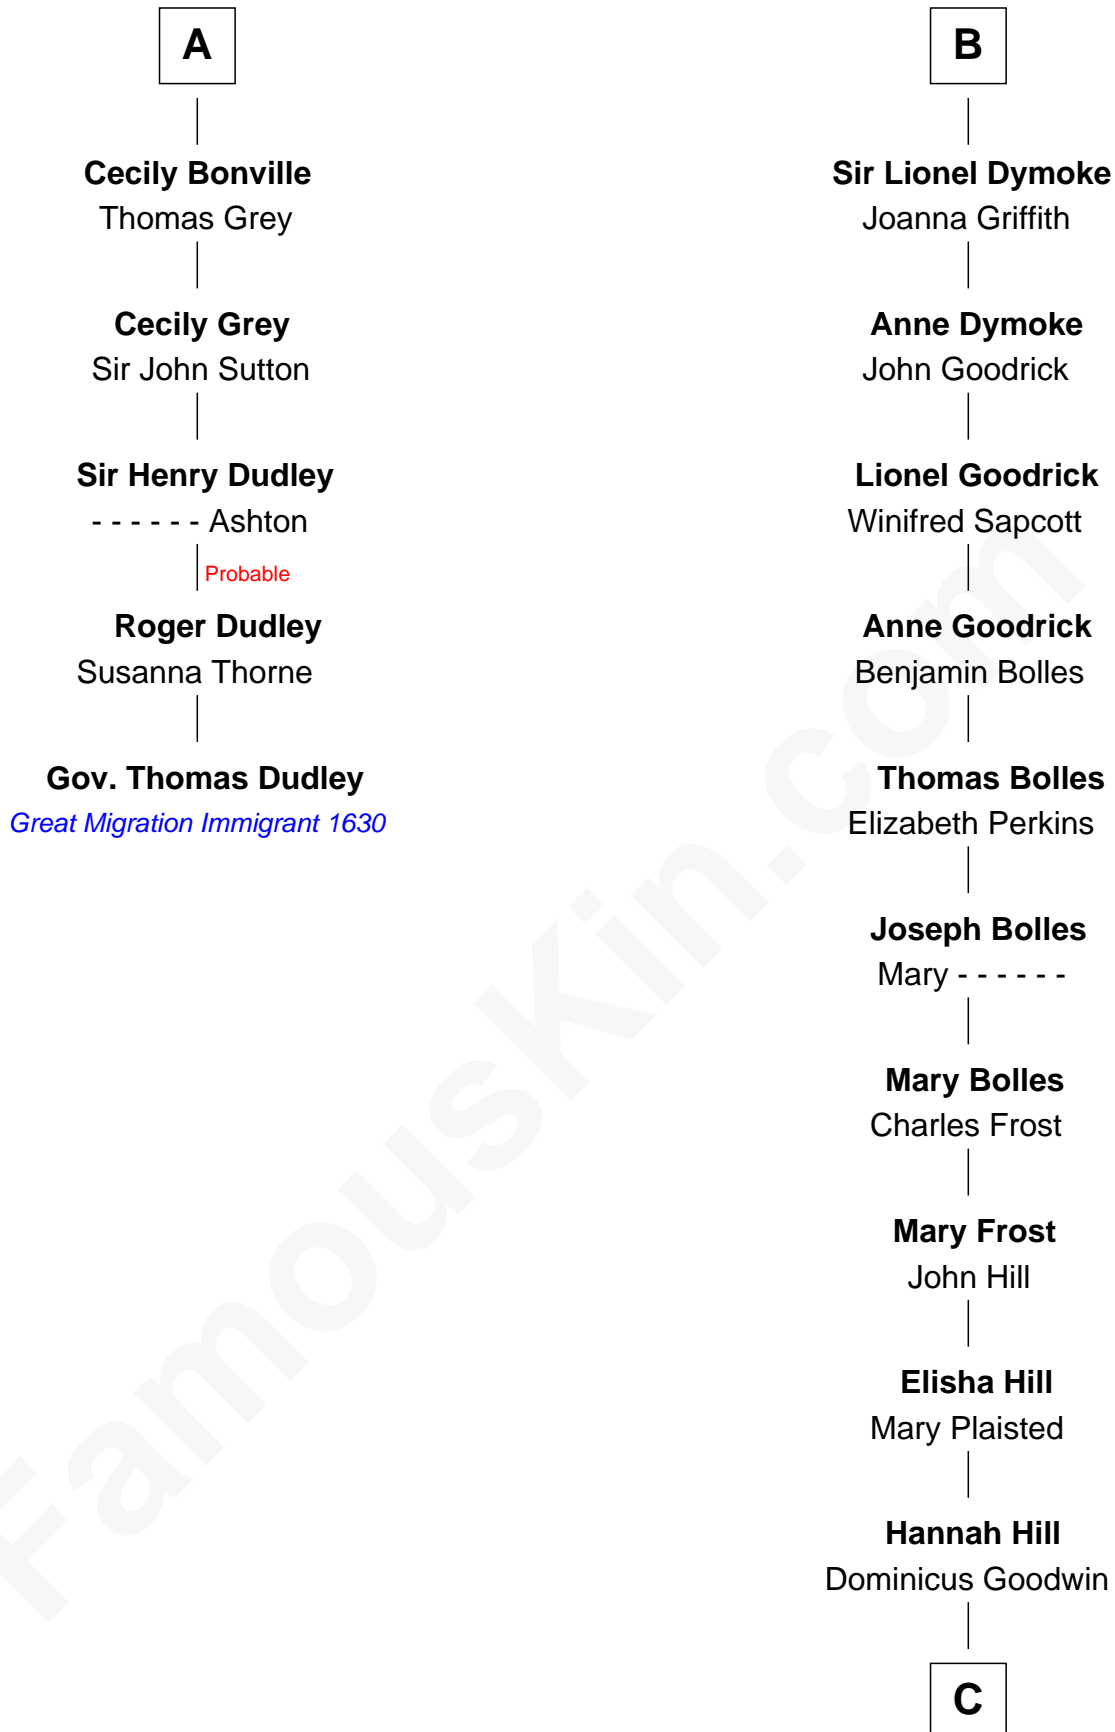 A
Cecily Bonville
Thomas Grey
Cecily Grey
Sir John Sutton
Sir Henry Dudley
- - - - - - Ashton
Probable
Roger Dudley
Susanna Thorne
Gov. Thomas Dudley
Great Migration Immigrant 1630
B
Sir Lionel Dymoke
Joanna Griffith
Anne Dymoke
John Goodrick
Lionel Goodrick
Winifred Sapcott
Anne Goodrick
Benjamin Bolles
Thomas Bolles
Elizabeth Perkins
Joseph Bolles
Mary - - - - - -
Mary Bolles
Charles Frost
Mary Frost
John Hill
Elisha Hill
Mary Plaisted
Hannah Hill
Dominicus Goodwin
C
FamousKin.com